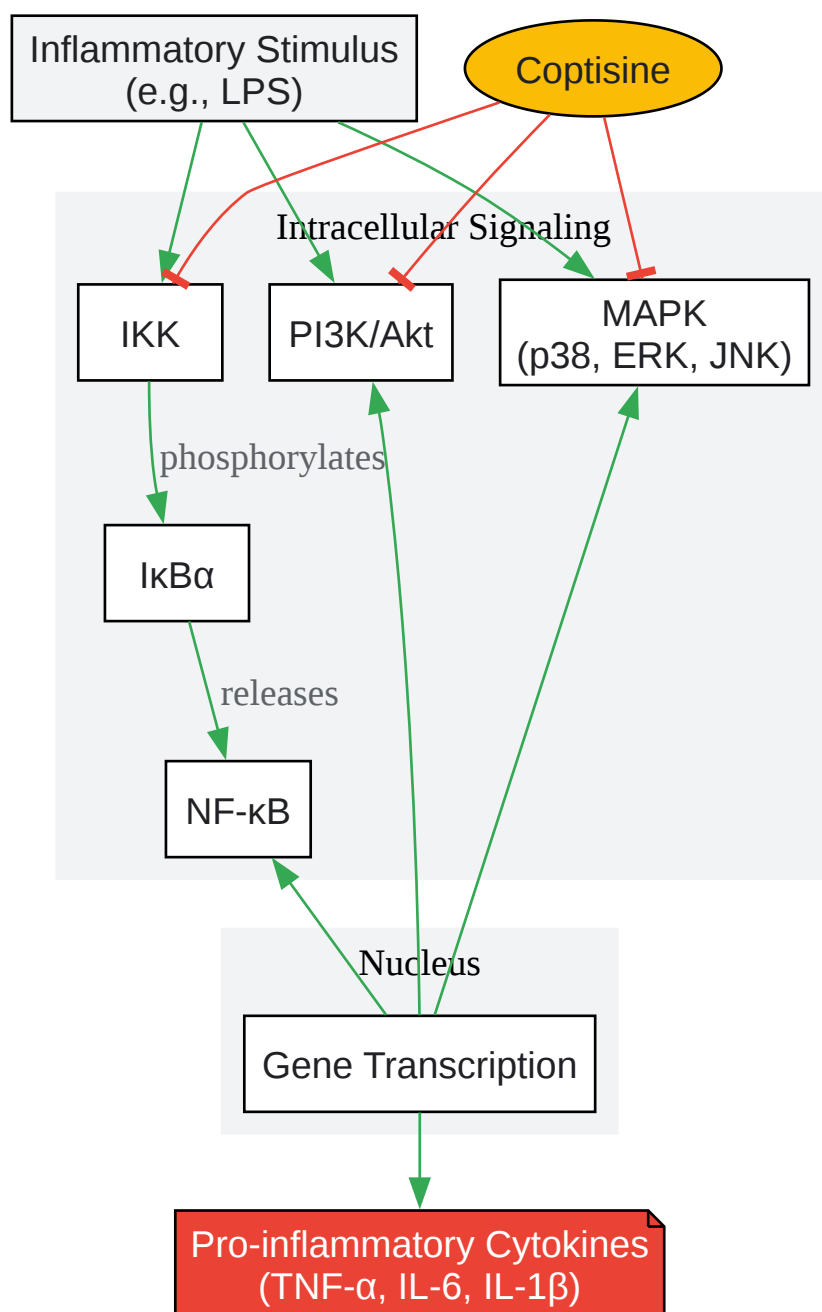 Inflammatory Stimulus
(e.g., LPS)
Coptisine
Intracellular Signaling
IKK
PI3K/Akt
MAPK
(p38, ERK, JNK)
phosphorylates
IκBα
releases
NF-κB
Nucleus
Gene Transcription
Pro-inflammatory Cytokines
(TNF-α, IL-6, IL-1β)